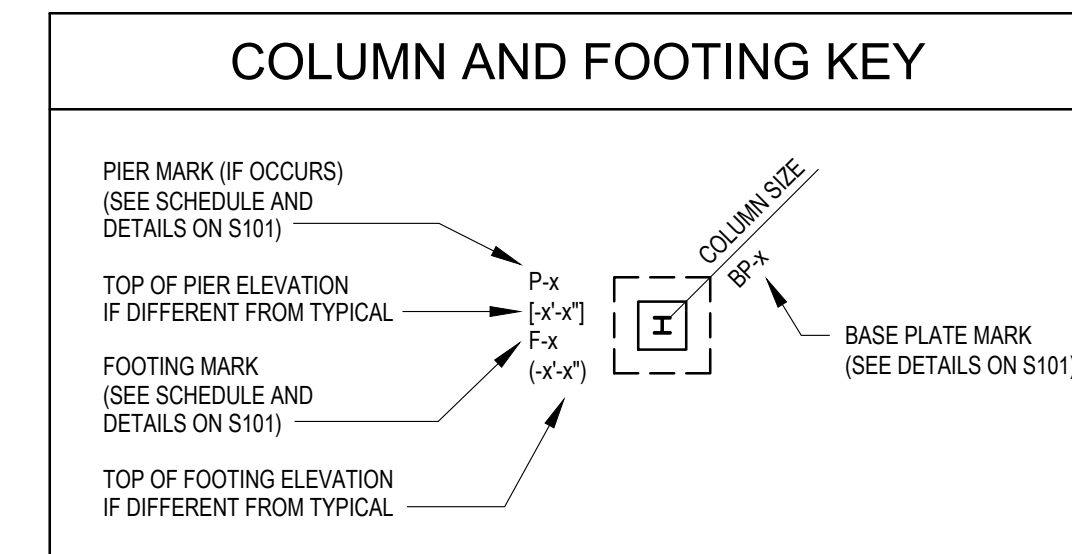 COLUMN AND FOOTING KEY
PIER MARK (IF OCCURS)
(SEE SCHEDULE AND
DETAILS ON S101)
TOP OF PIER ELEVATION
IF DIFFERENT FROM TYPICAL
FOOTING MARK
(SEE SCHEDULE AND
DETAILS ON S101)
TOP OF FOOTING ELEVATION
IF DIFFERENT FROM TYPICAL
P-x
[-x'-x"]
F-x
(-x'-x")
COLUMN SIZE
BP-x
BASE PLATE MARK
(SEE DETAILS ON S101)